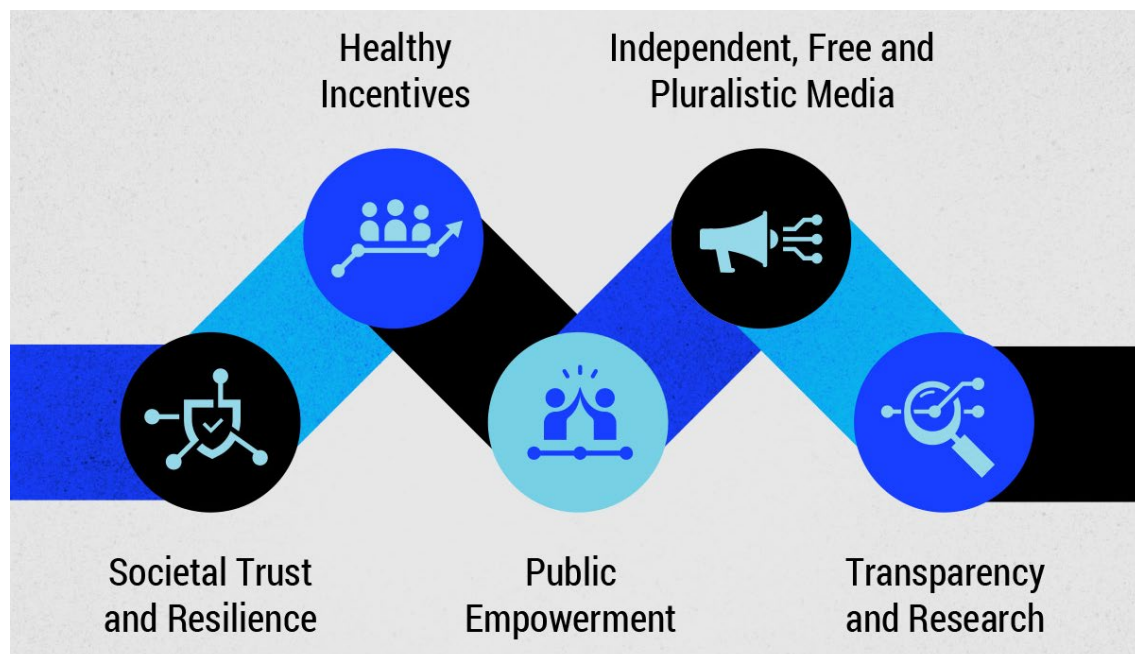 Healthy
Incentives
Independent, Free and
Pluralistic Media
Societal Trust
and Resilience
Public
Empowerment
Transparency
and Research